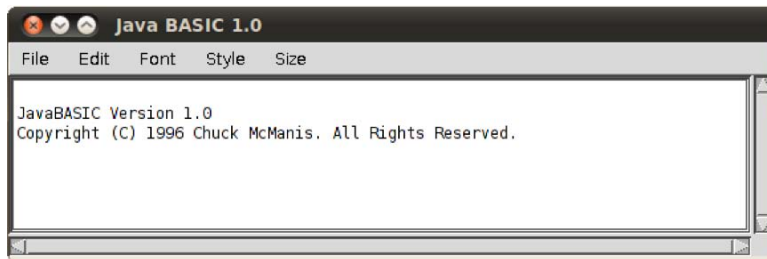 Java BASIC 1.0
File Edit Font Style Size
JavaBASIC Version 1.0
Copyright (C) 1996 Chuck McManis. All Rights Reserved.